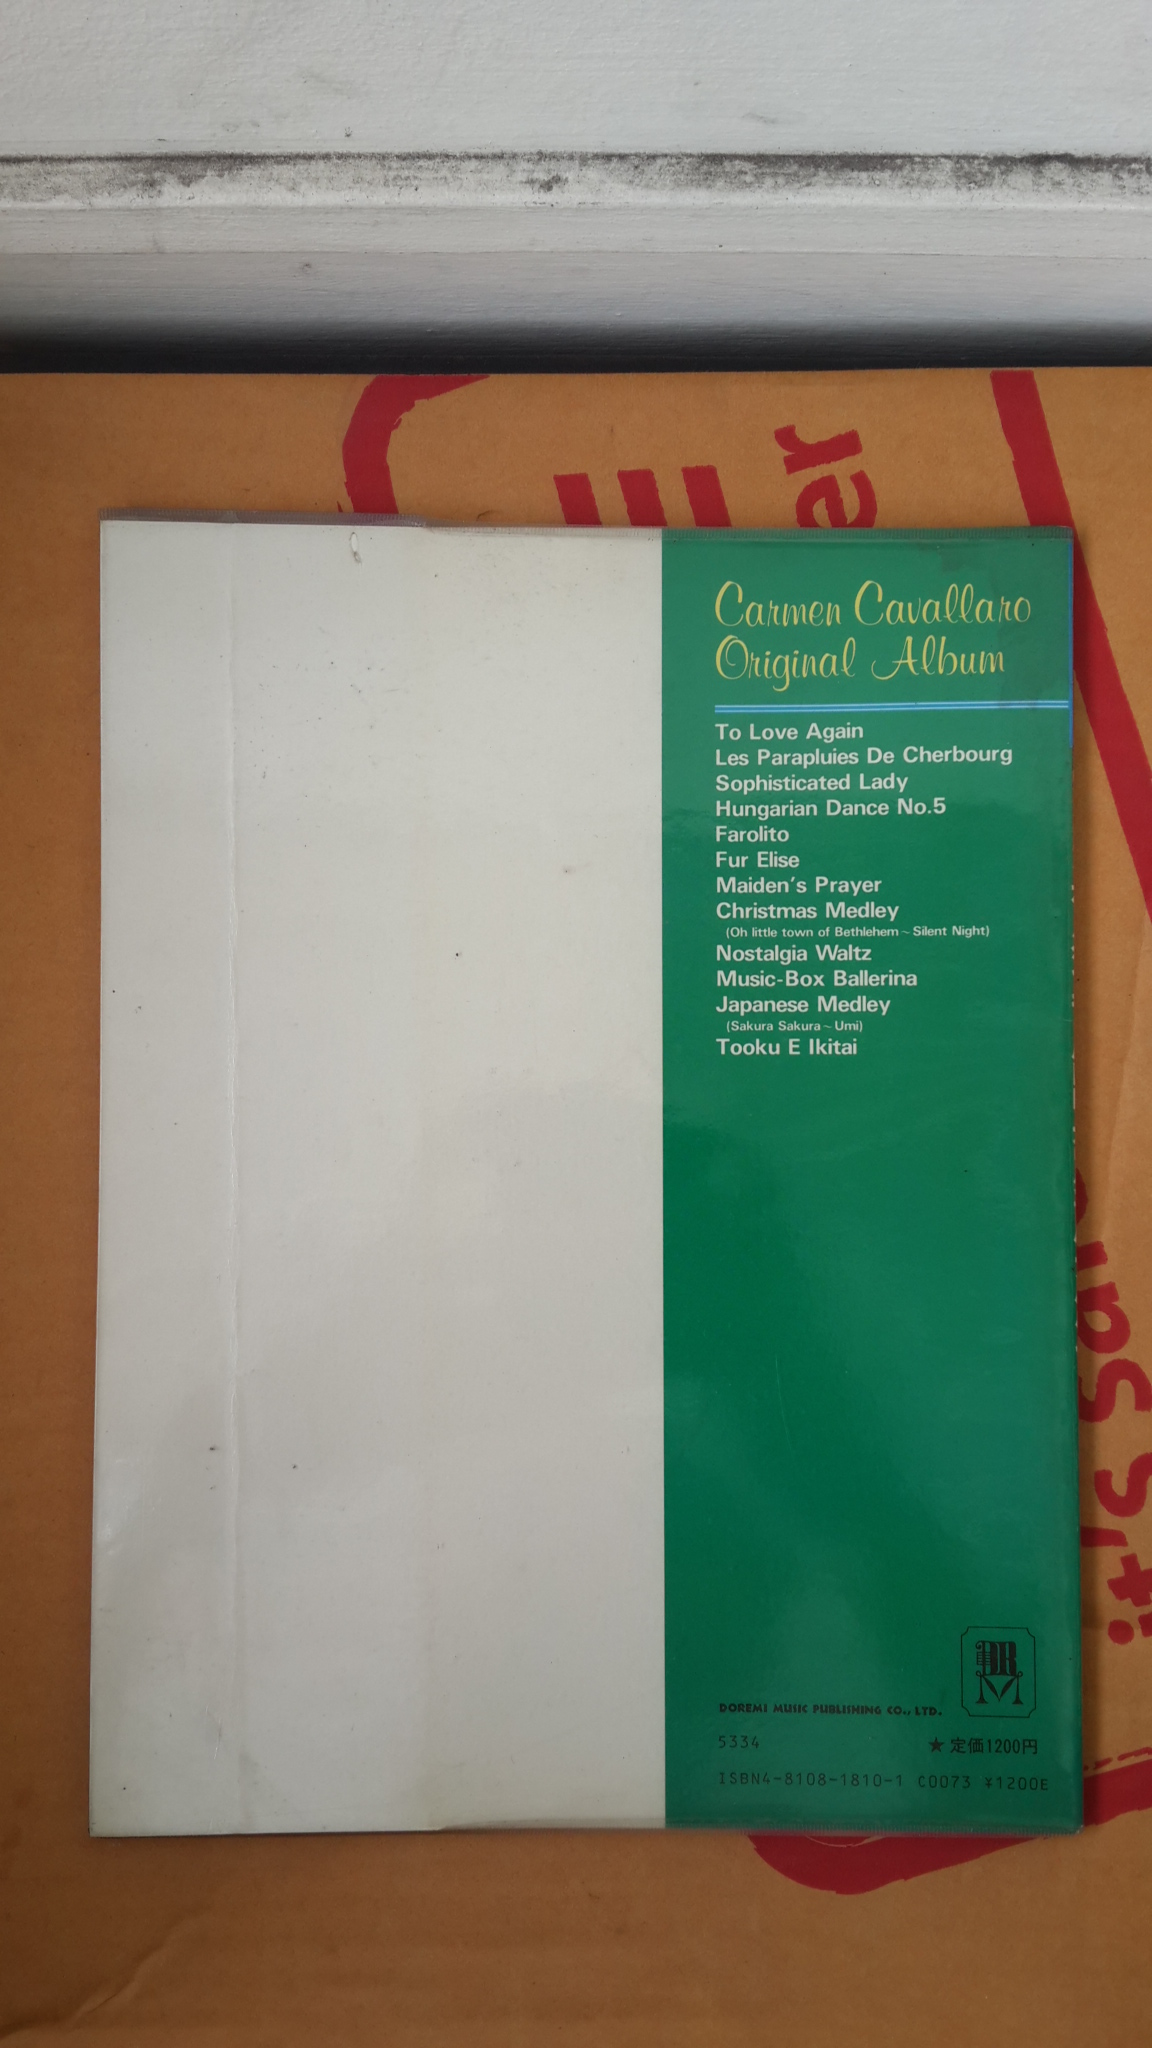 er
Carmen Cavallaro
Original Album
To Love Again
Les Parapluies De Cherbourg
Sophisticated Lady
Hungarian Dance No.5
Farolito
Fur Elise
Maiden's Prayer
Christmas Medley
(Oh little town of Bethlehem~Silent Night)
Nostalgia Waltz
Music-Box Ballerina
Japanese Medley
(Sakura Sakura~Umi)
Tooku E Ikitai
it's
DRM
DOREMI MUSIC PUBLISHING CO., LTD.
5334
★ 定価1200円
ISBN4-8108-1810-1 C0073 ¥1200E